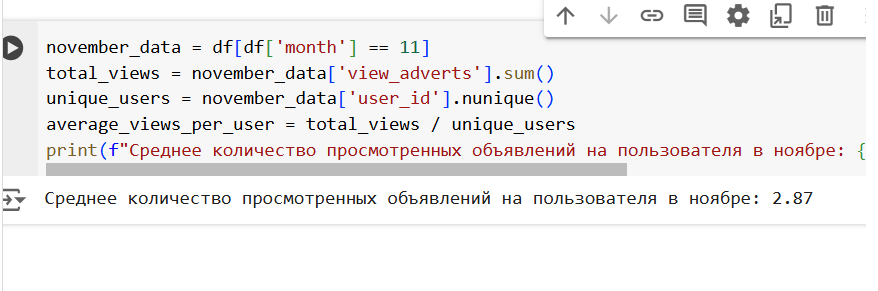 november_data = df[df['month'] == 11]
total_views = november_data['view_adverts'].sum()
unique_users = november_data['user_id'].nunique()
average_views_per_user = total_views / unique_users
print(f"Среднее количество просмотренных объявлений на пользователя в ноябре: {
Среднее количество просмотренных объявлений на пользователя в ноябре: 2.87